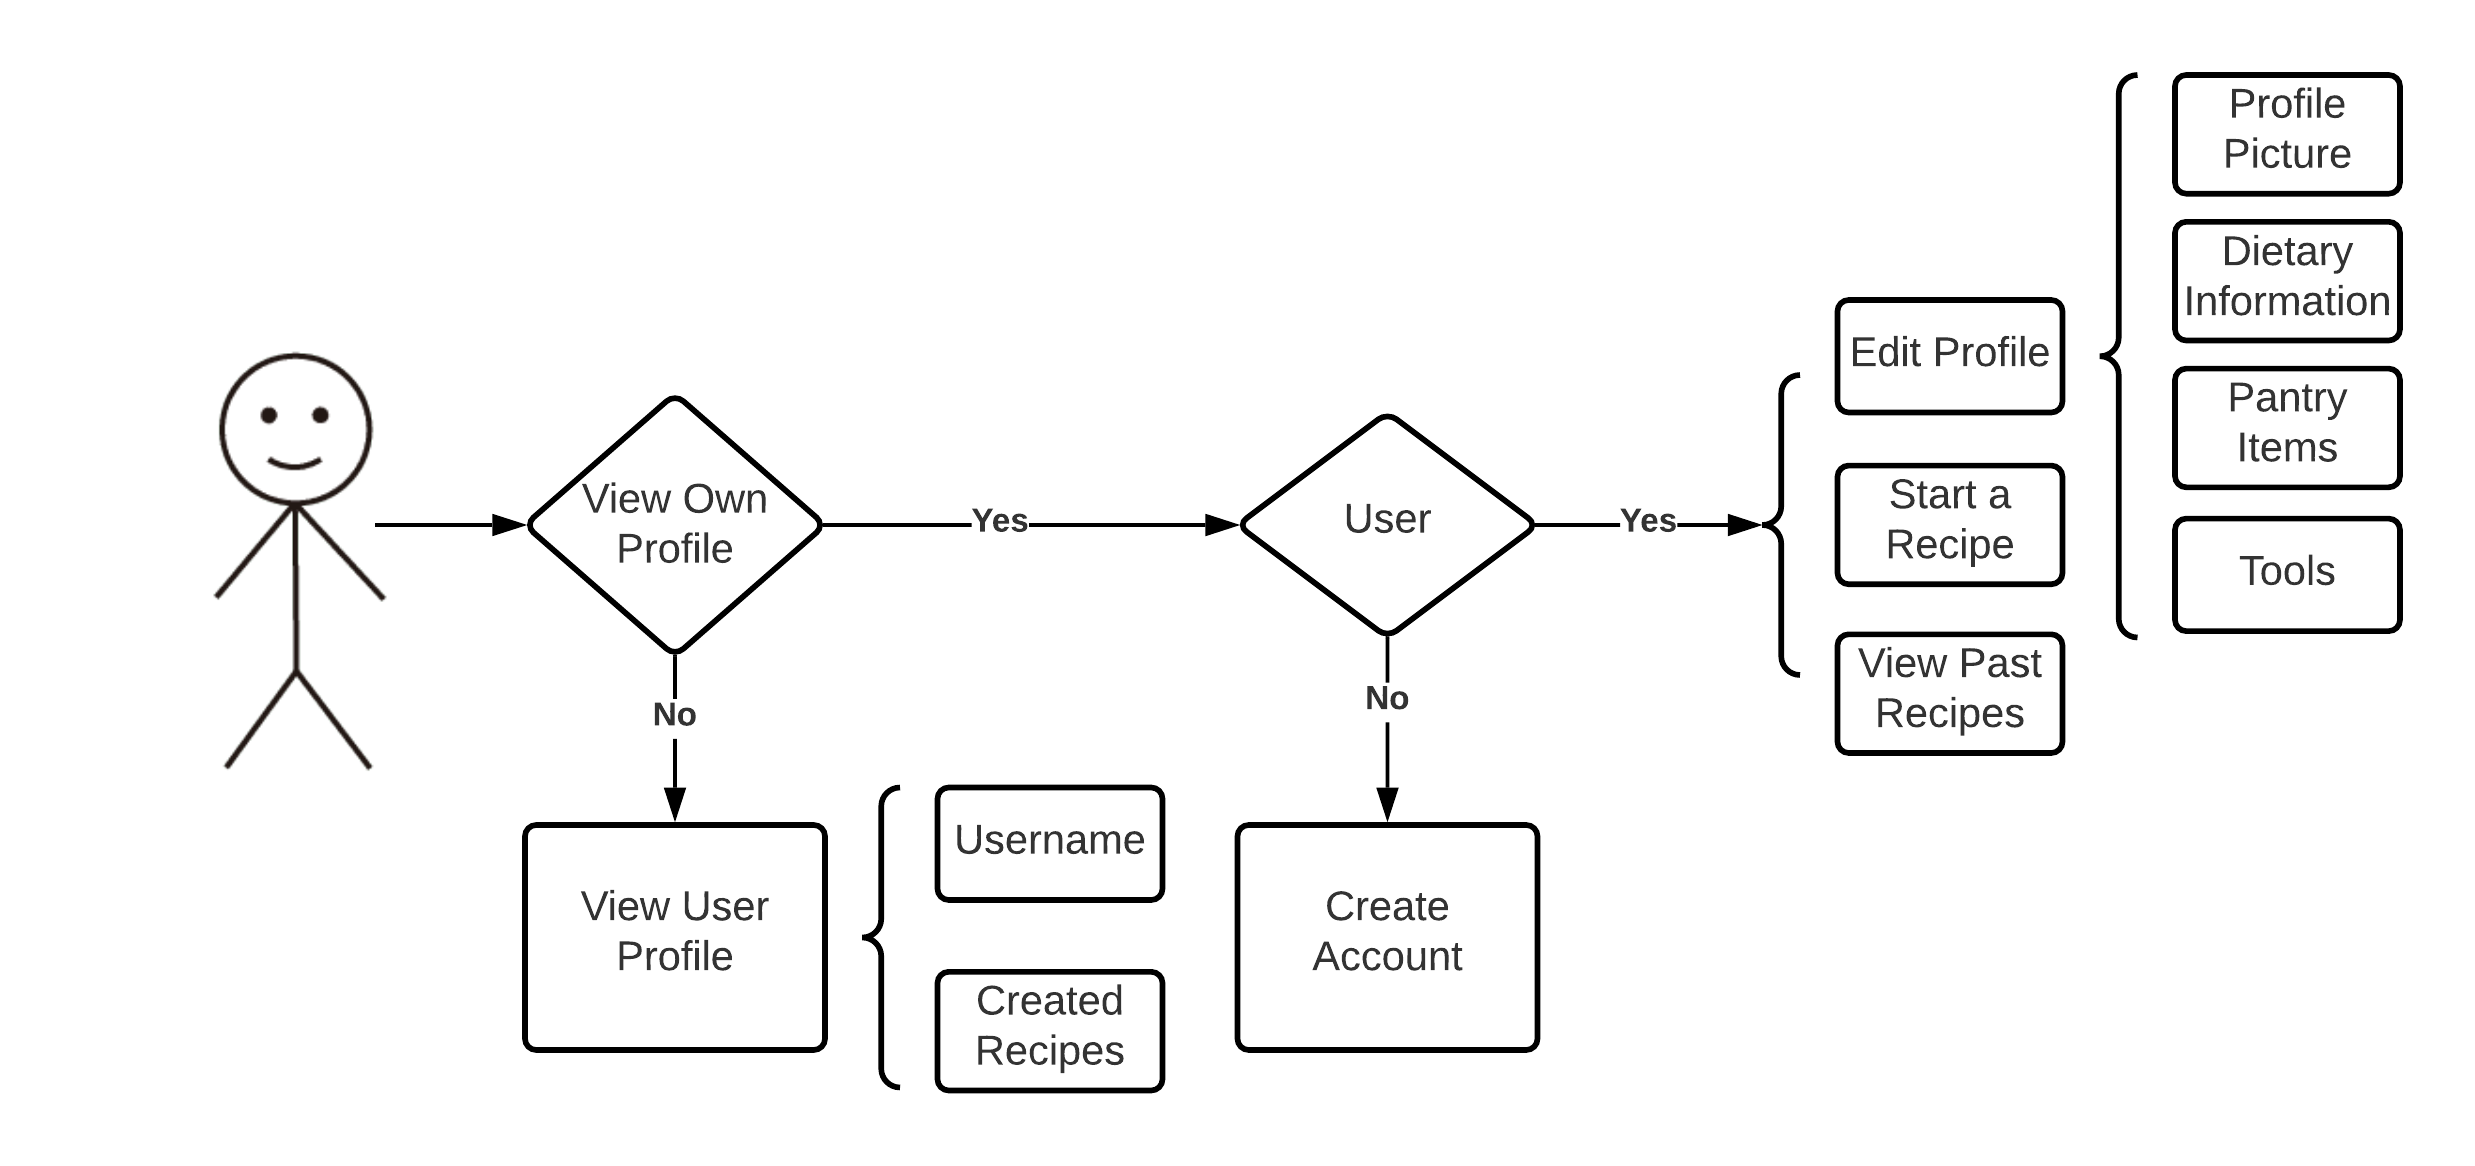 View Own
Profile
Yes
User
Yes
No
No
View User
Profile
Username
Created
Recipes
Create
Account
Edit Profile
Start a
Recipe
View Past
Recipes
Profile
Picture
Dietary
Information
Pantry
Items
Tools